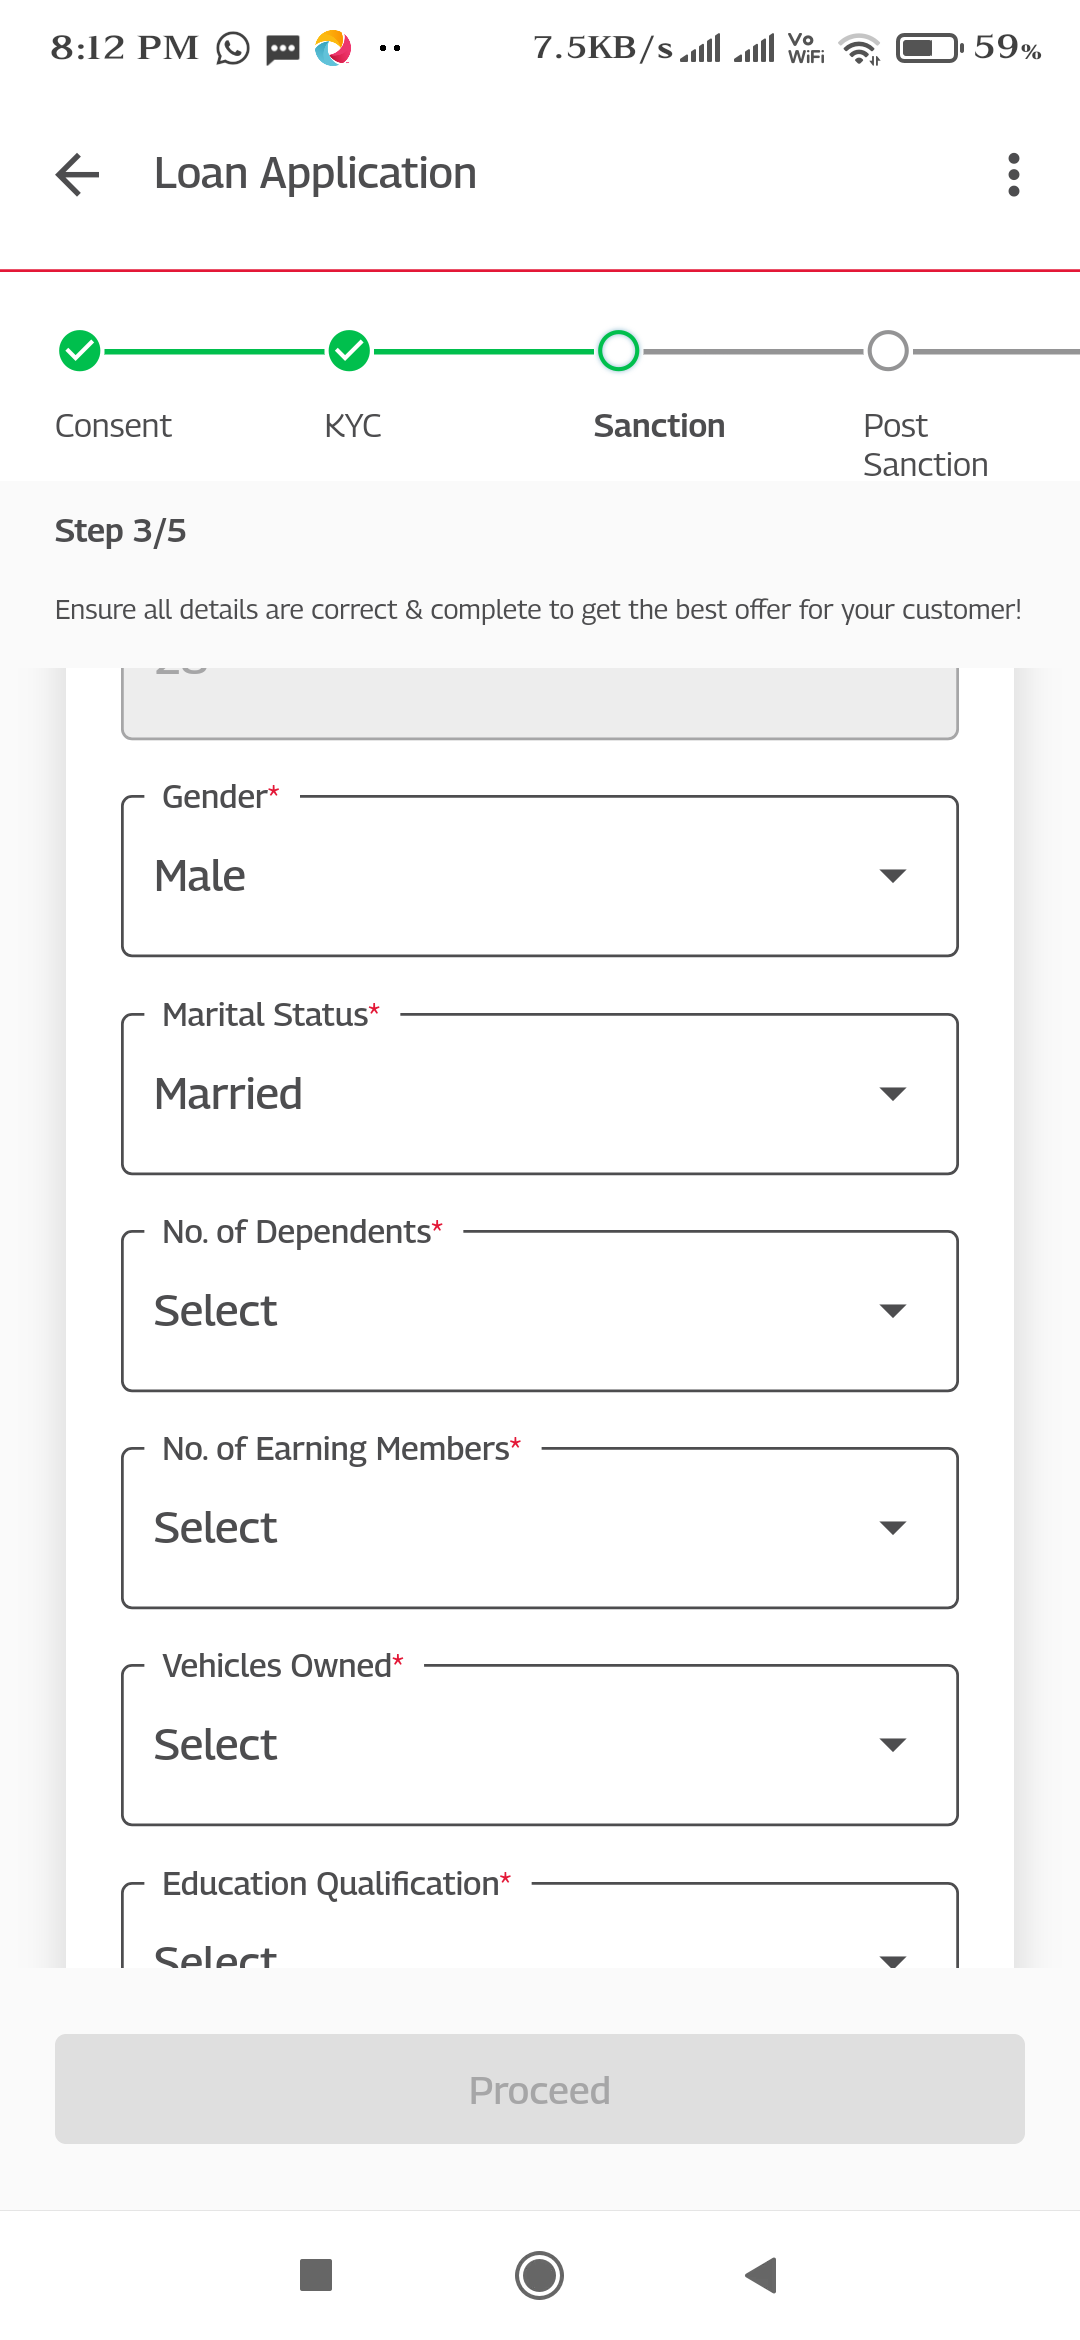 8:12 PM 7.5KB/s Vo WiFi 59%
Loan Application
Consent KYC Sanction Post Sanction
Step 3/5
Ensure all details are correct & complete to get the best offer for your customer!
Gender*
Male
Marital Status*
Married
No. of Dependents*
Select
No. of Earning Members*
Select
Vehicles Owned*
Select
Education Qualification*
Select
Proceed